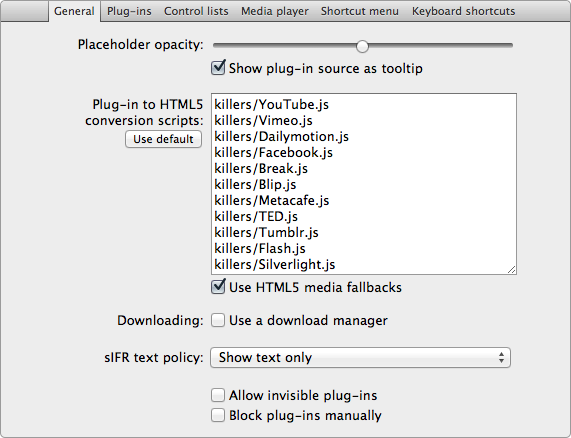 General Plug-ins Control lists Media player Shortcut menu Keyboard shortcuts
Placeholder opacity:
Show plug-in source as tooltip
Plug-in to HTML5
conversion scripts:
Use default
killers/YouTube.js
killers/Vimeo.js
killers/Dailymotion.js
killers/Facebook.js
killers/Break.js
killers/Blip.js
killers/Metacafe.js
killers/TED.js
killers/Tumblr.js
killers/Flash.js
killers/Silverlight.js
Use HTML5 media fallbacks
Downloading: Use a download manager
sIFR text policy: Show text only
Allow invisible plug-ins
Block plug-ins manually